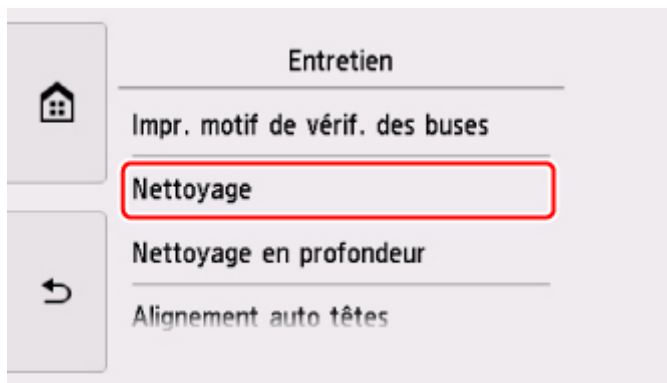 Entretien
Impr. motif de vérif. des buses
Nettoyage
Nettoyage en profondeur
Alignement auto têtes